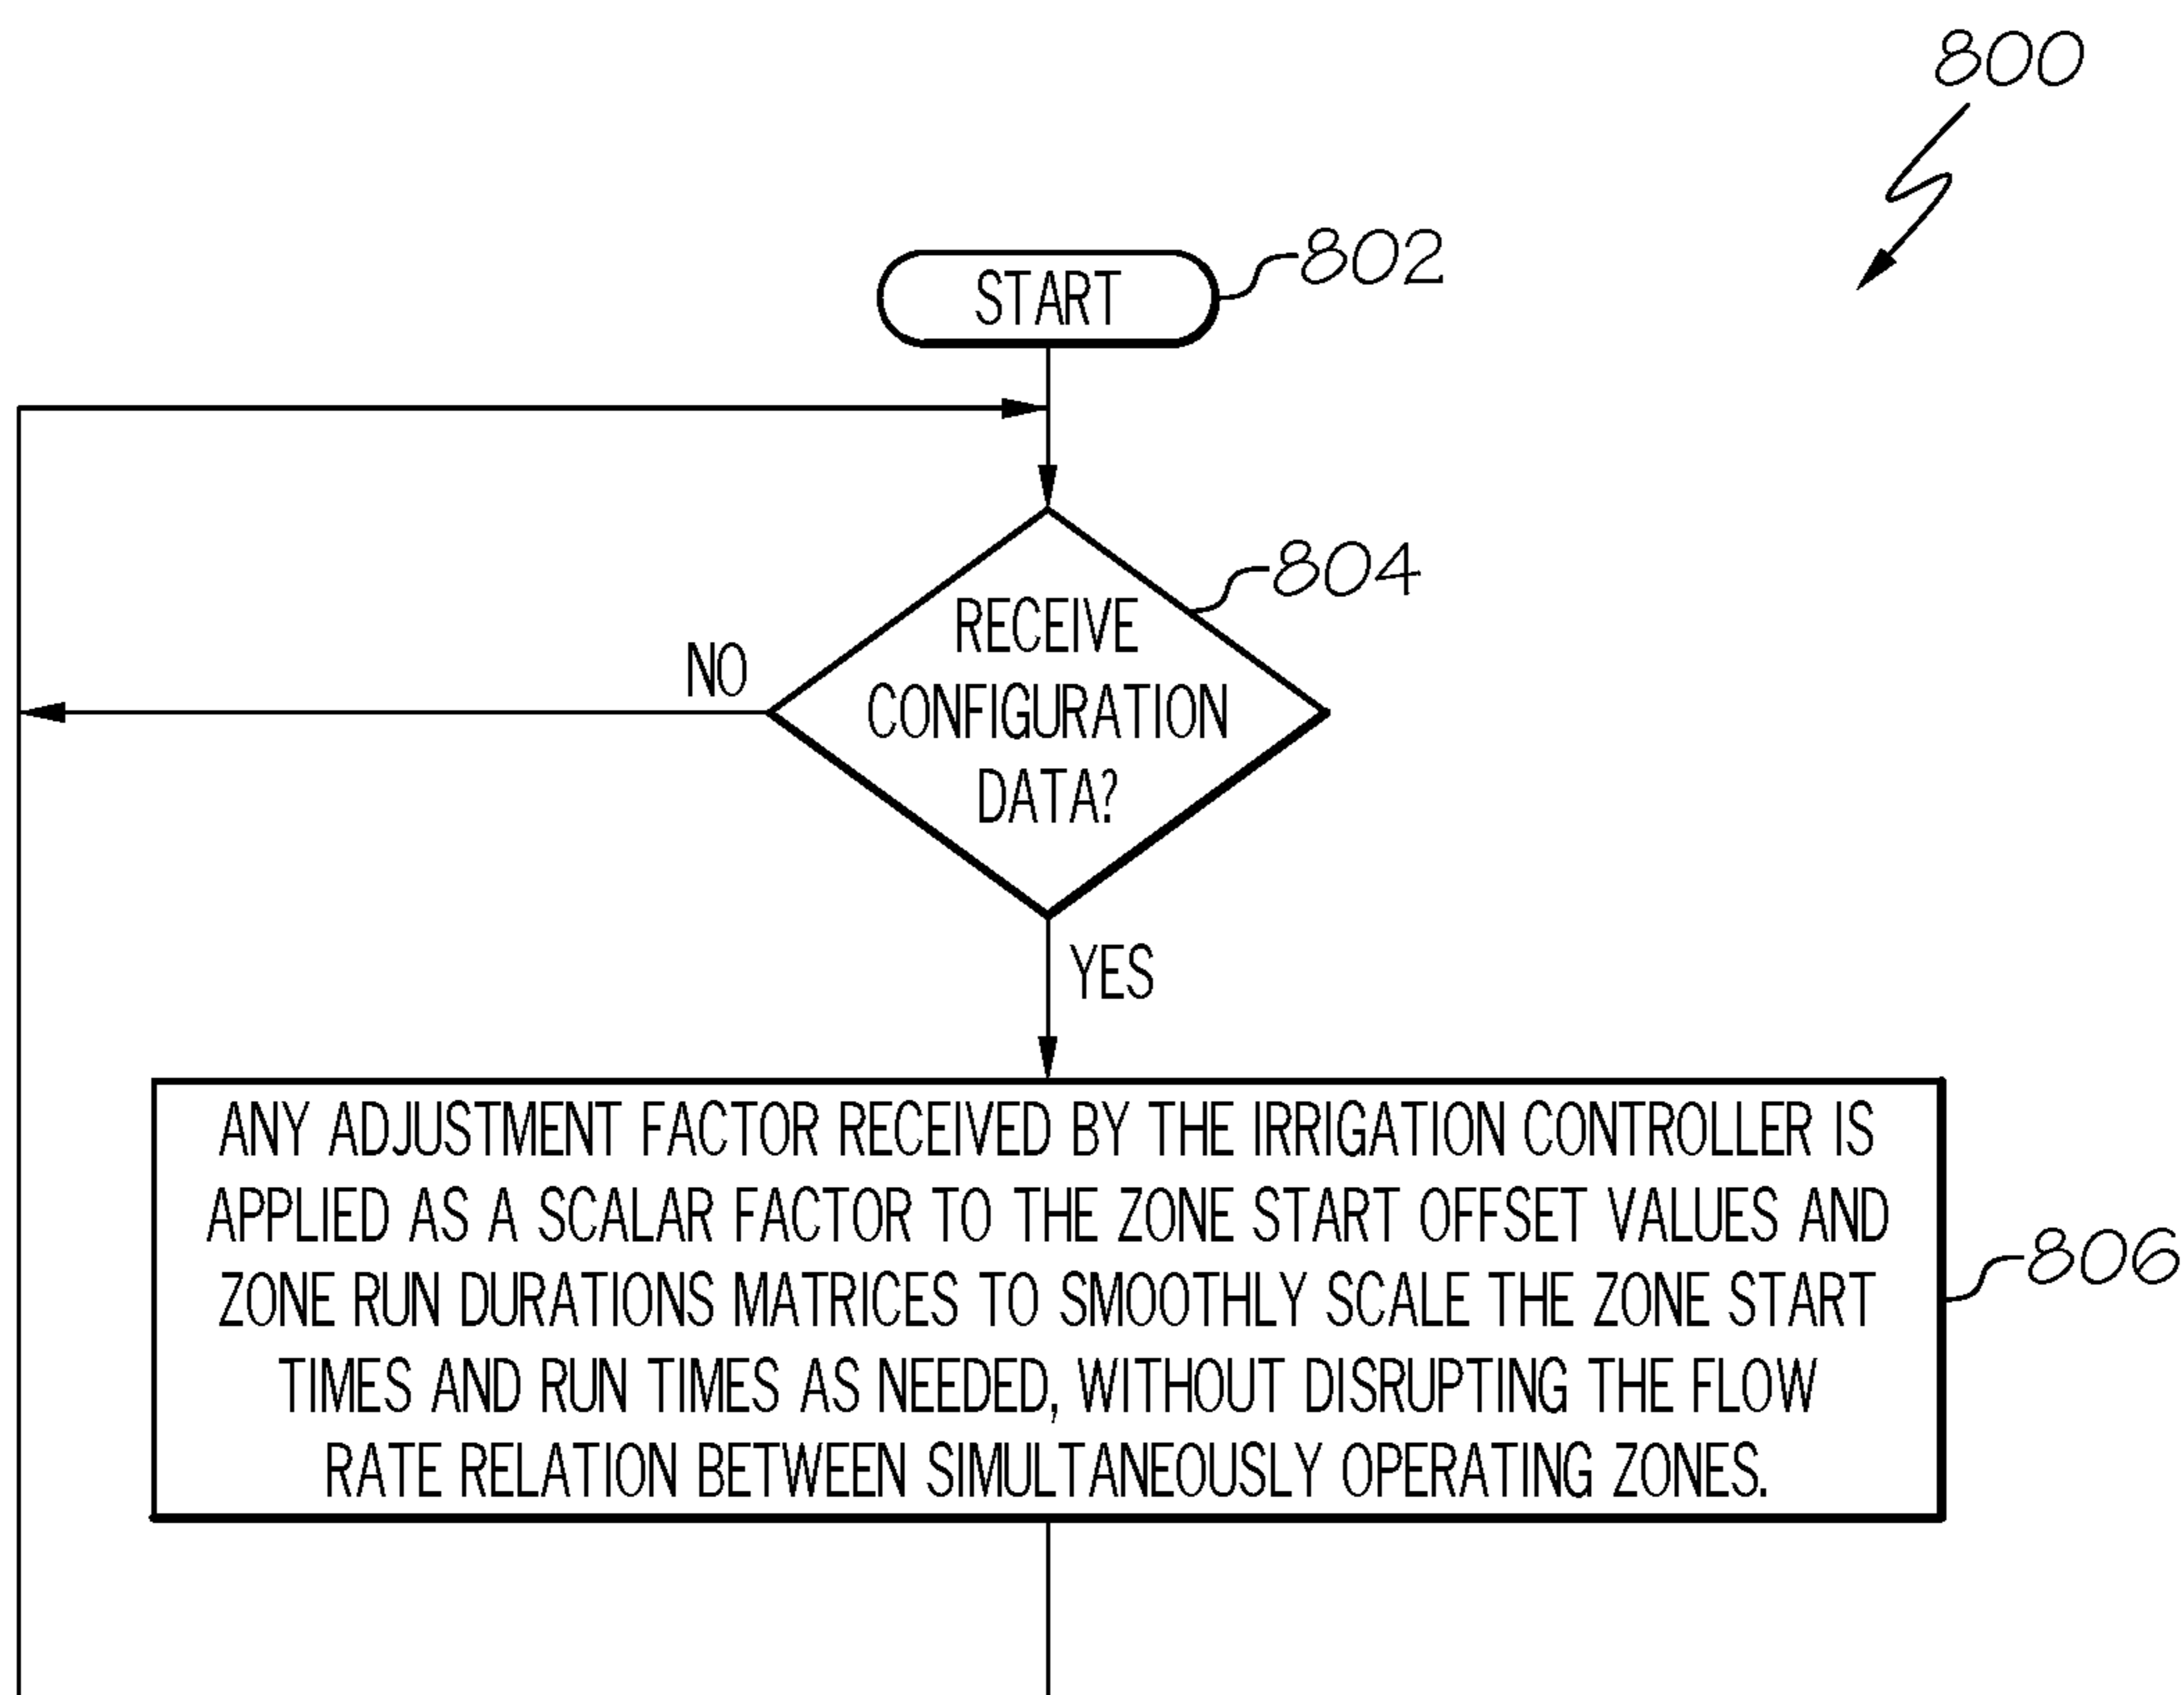 800
START
802
804
RECEIVE
CONFIGURATION
DATA?
NO
YES
ANY ADJUSTMENT FACTOR RECEIVED BY THE IRRIGATION CONTROLLER IS
APPLIED AS A SCALAR FACTOR TO THE ZONE START OFFSET VALUES AND
ZONE RUN DURATIONS MATRICES TO SMOOTHLY SCALE THE ZONE START
TIMES AND RUN TIMES AS NEEDED, WITHOUT DISRUPTING THE FLOW
RATE RELATION BETWEEN SIMULTANEOUSLY OPERATING ZONES.
806